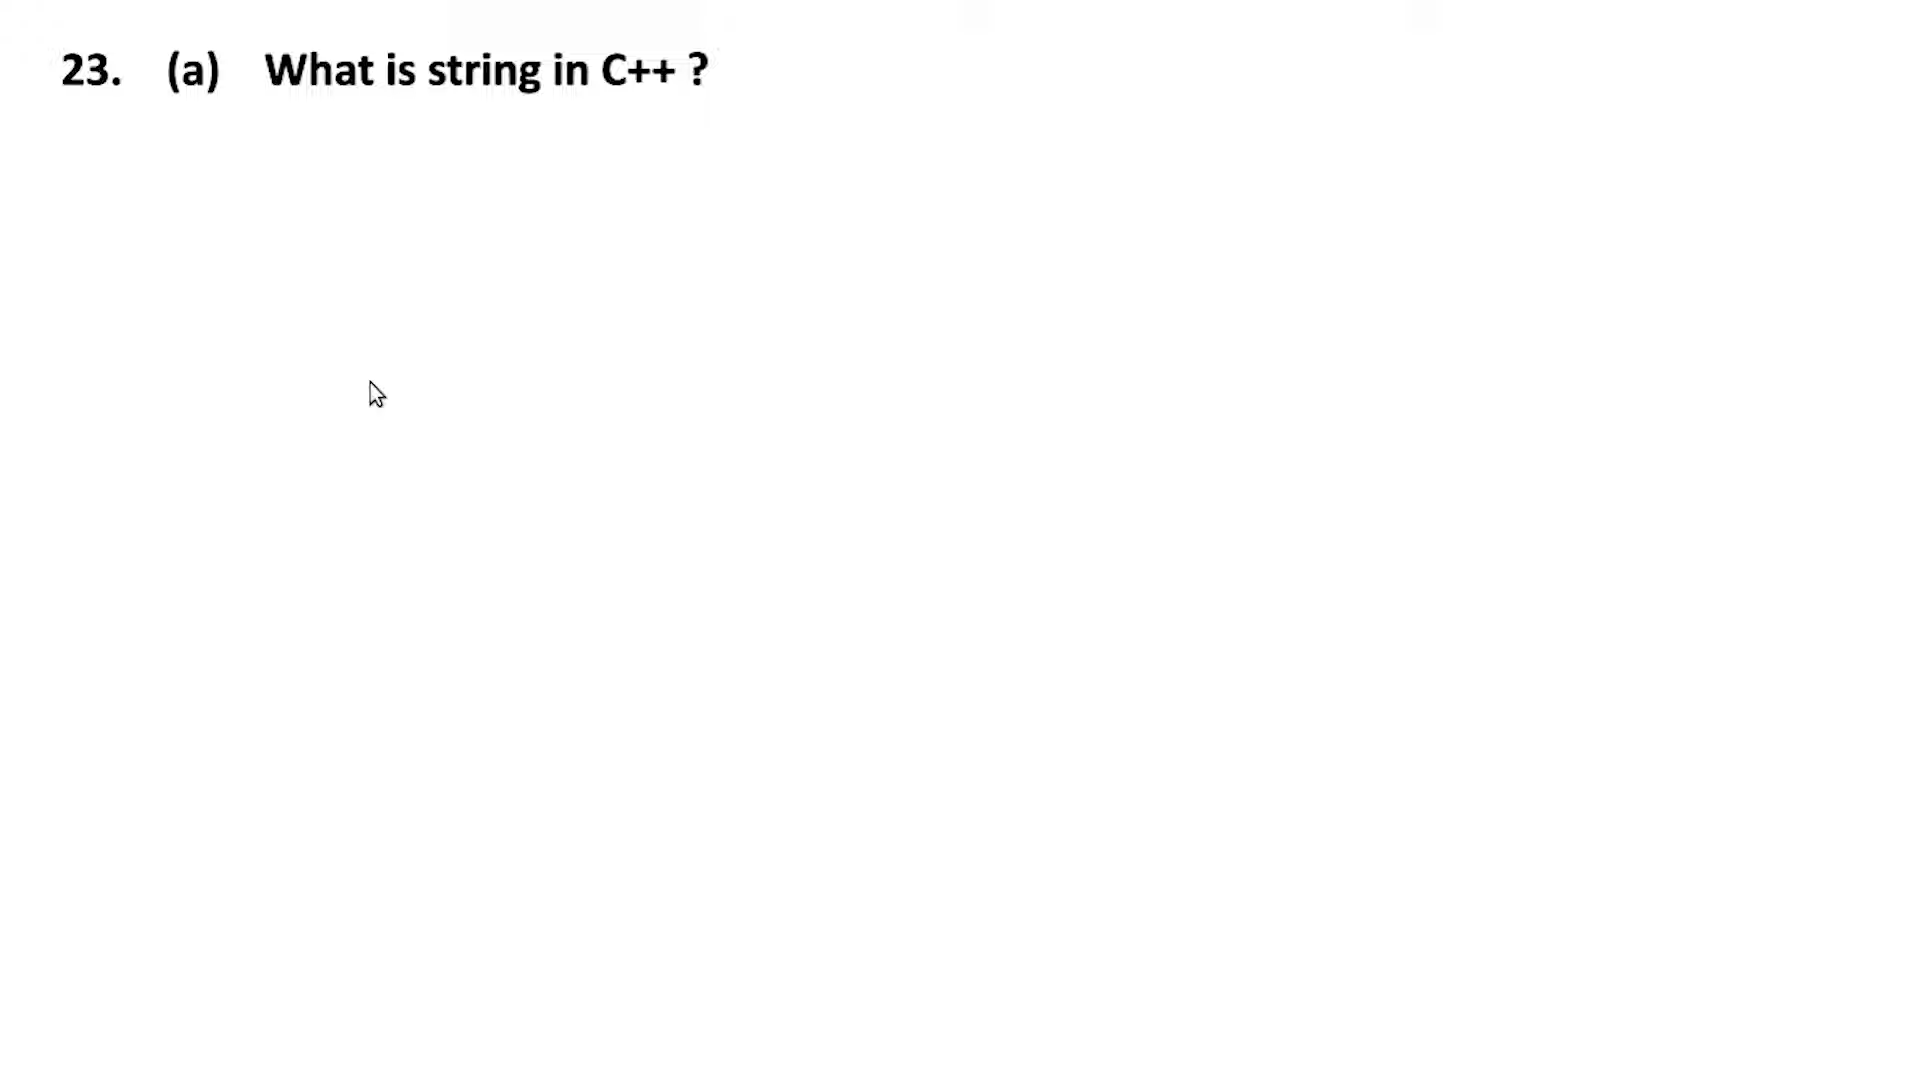 23. (a) What is string in C++ ?